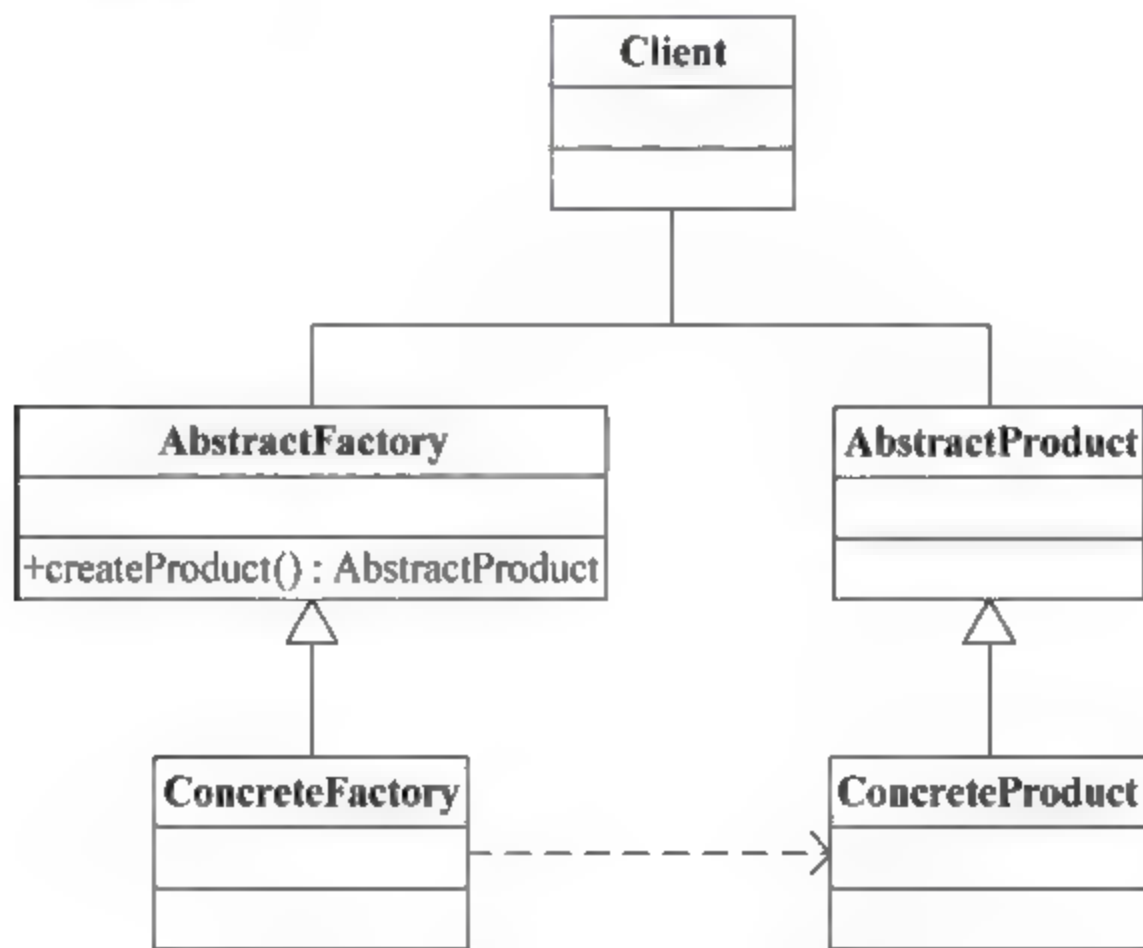 Client
AbstractFactory
AbstractProduct
+createProduct() : AbstractProduct
ConcreteFactory
ConcreteProduct